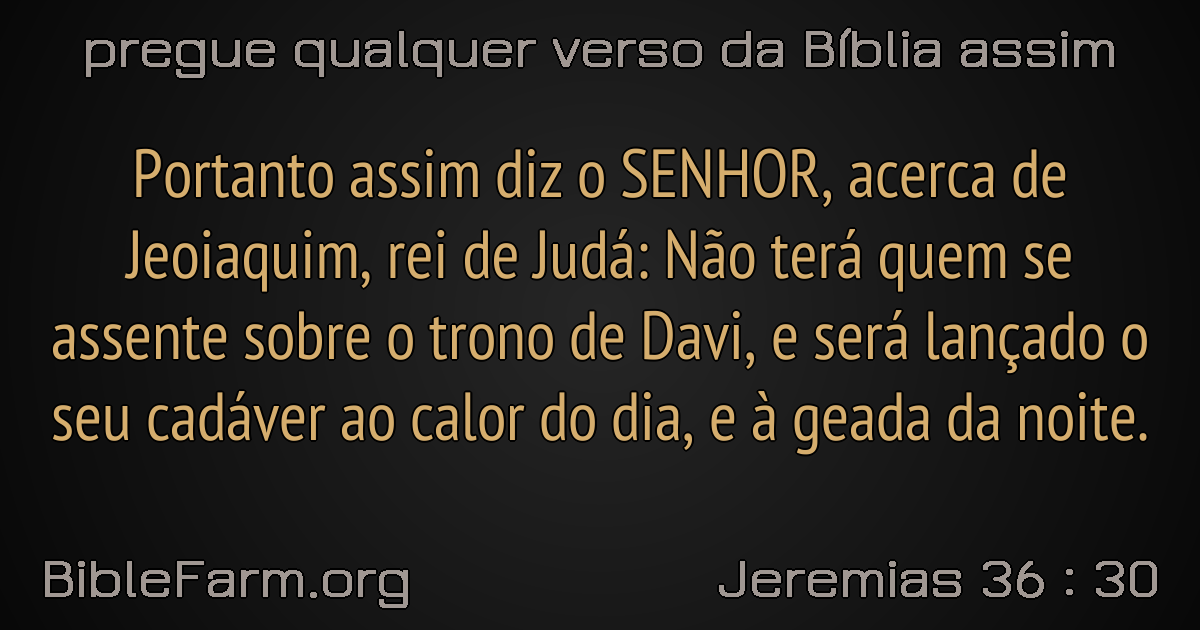 pregue qualquer verso da Bíblia assim
Portanto assim diz o SENHOR, acerca de
Jeoiaquim, rei de Judá: Não terá quem se
assente sobre o trono de Davi, e será lançado o
seu cadáver ao calor do dia, e à geada da noite.
BibleFarm.org
Jeremias 36 : 30